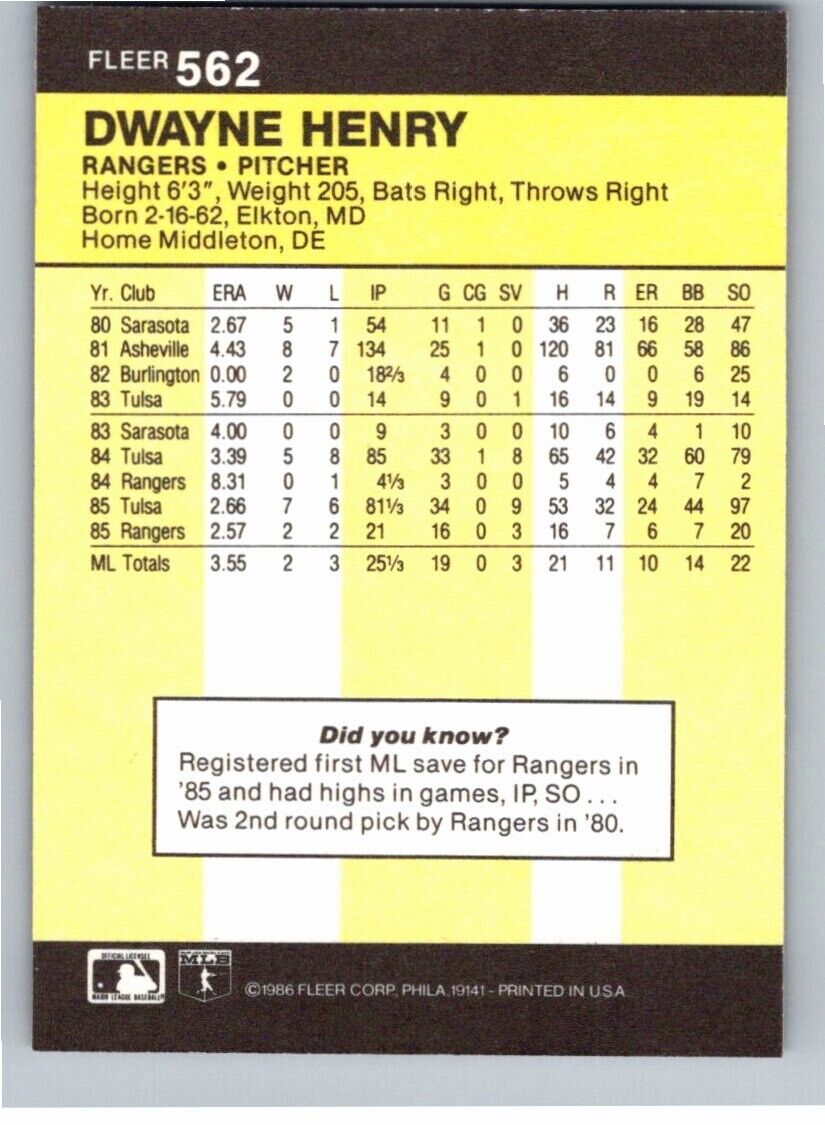 FLEER 562
DWAYNE HENRY
RANGERS • PITCHER
Height 6'3", Weight 205, Bats Right, Throws Right
Born 2-16-62, Elkton, MD
Home Middleton, DE
Yr. Club ERA W L IP G CG SV H R ER BB SO
80 Sarasota 2.67 5 1 54 11 1 0 36 23 16 28 47
81 Asheville 4.43 8 7 134 25 1 0 120 81 66 58 86
82 Burlington 0.00 2 0 18⅔ 4 0 0 6 0 0 6 25
83 Tulsa 5.79 0 0 14 9 0 1 16 14 9 19 14
83 Sarasota 4.00 0 0 9 3 0 0 10 6 4 1 10
84 Tulsa 3.39 5 8 85 33 1 8 65 42 32 60 79
84 Rangers 8.31 0 1 4⅓ 3 0 0 5 4 4 7 2
85 Tulsa 2.66 7 6 81⅓ 34 0 9 53 32 24 44 97
85 Rangers 2.57 2 2 21 16 0 3 16 7 6 7 20
ML Totals 3.55 2 3 25⅓ 19 0 3 21 11 10 14 22
Did you know?
Registered first ML save for Rangers in
'85 and had highs in games, IP, SO . . .
Was 2nd round pick by Rangers in '80.
OFFICIAL LICENSEE
MAJOR LEAGUE BASEBALL
MLB
©1986 FLEER CORP., PHILA. 19141 - PRINTED IN U.S.A.